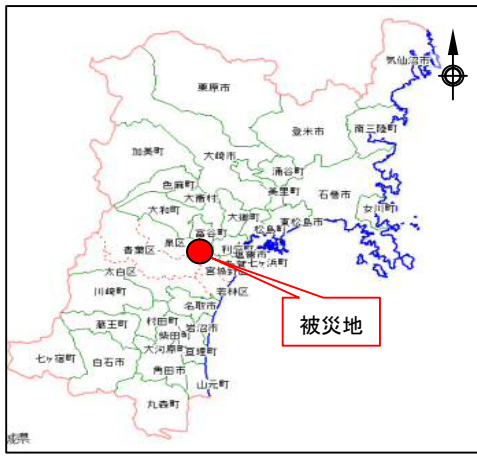 気仙沼市
栗原市
登米市
南三陸町
加美町
大崎市
涌谷町
色麻町
美里町
石巻市
女川町
大衡村
大和町
大郷町
東松島市
松島町
富谷町
泉区
利府町
青葉区
塩竈市
七ヶ浜町
宮城野区
太白区
若林区
川崎町
名取市
被災地
村田町
岩沼市
蔵王町
柴田町
大河原町
亘理町
七ヶ宿町
白石市
角田市
山元町
丸森町
城県